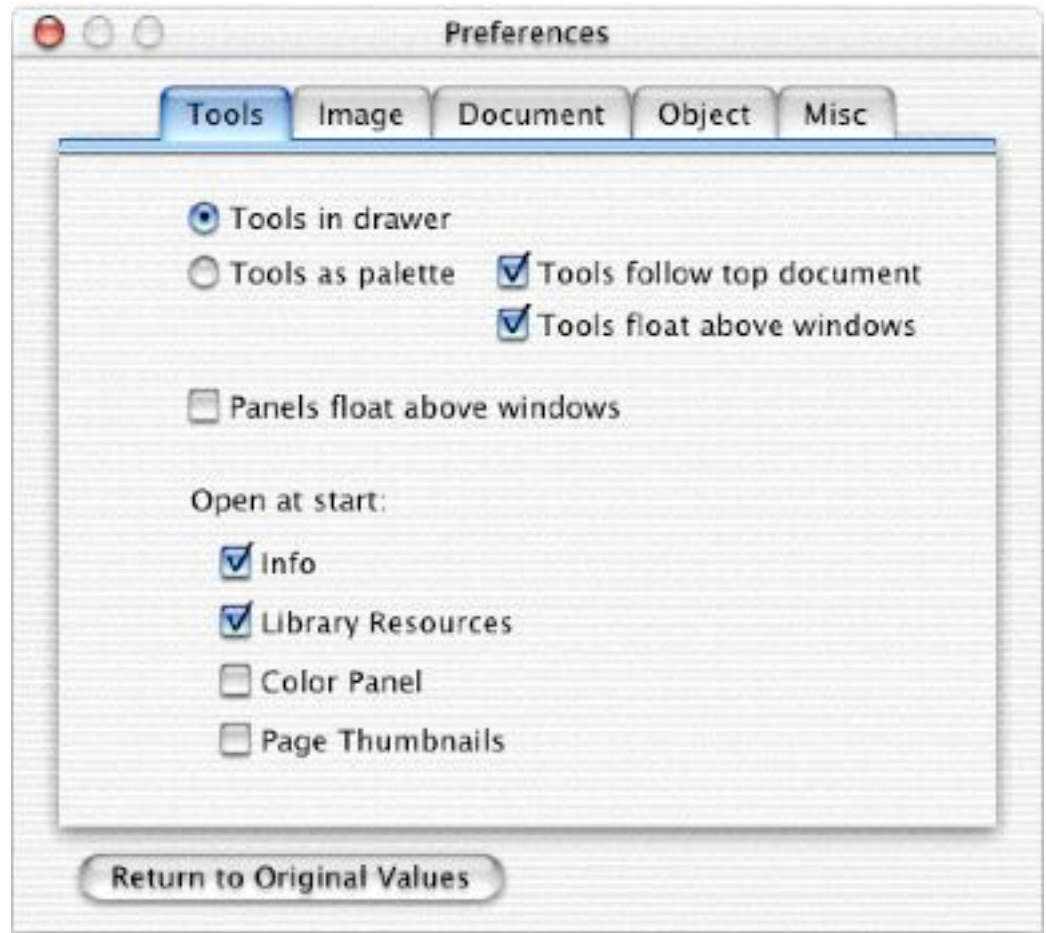 Preferences
Tools Image Document Object Misc
Tools in drawer
Tools as palette Tools follow top document
Tools float above windows
Panels float above windows
Open at start:
Info
Library Resources
Color Panel
Page Thumbnails
Return to Original Values